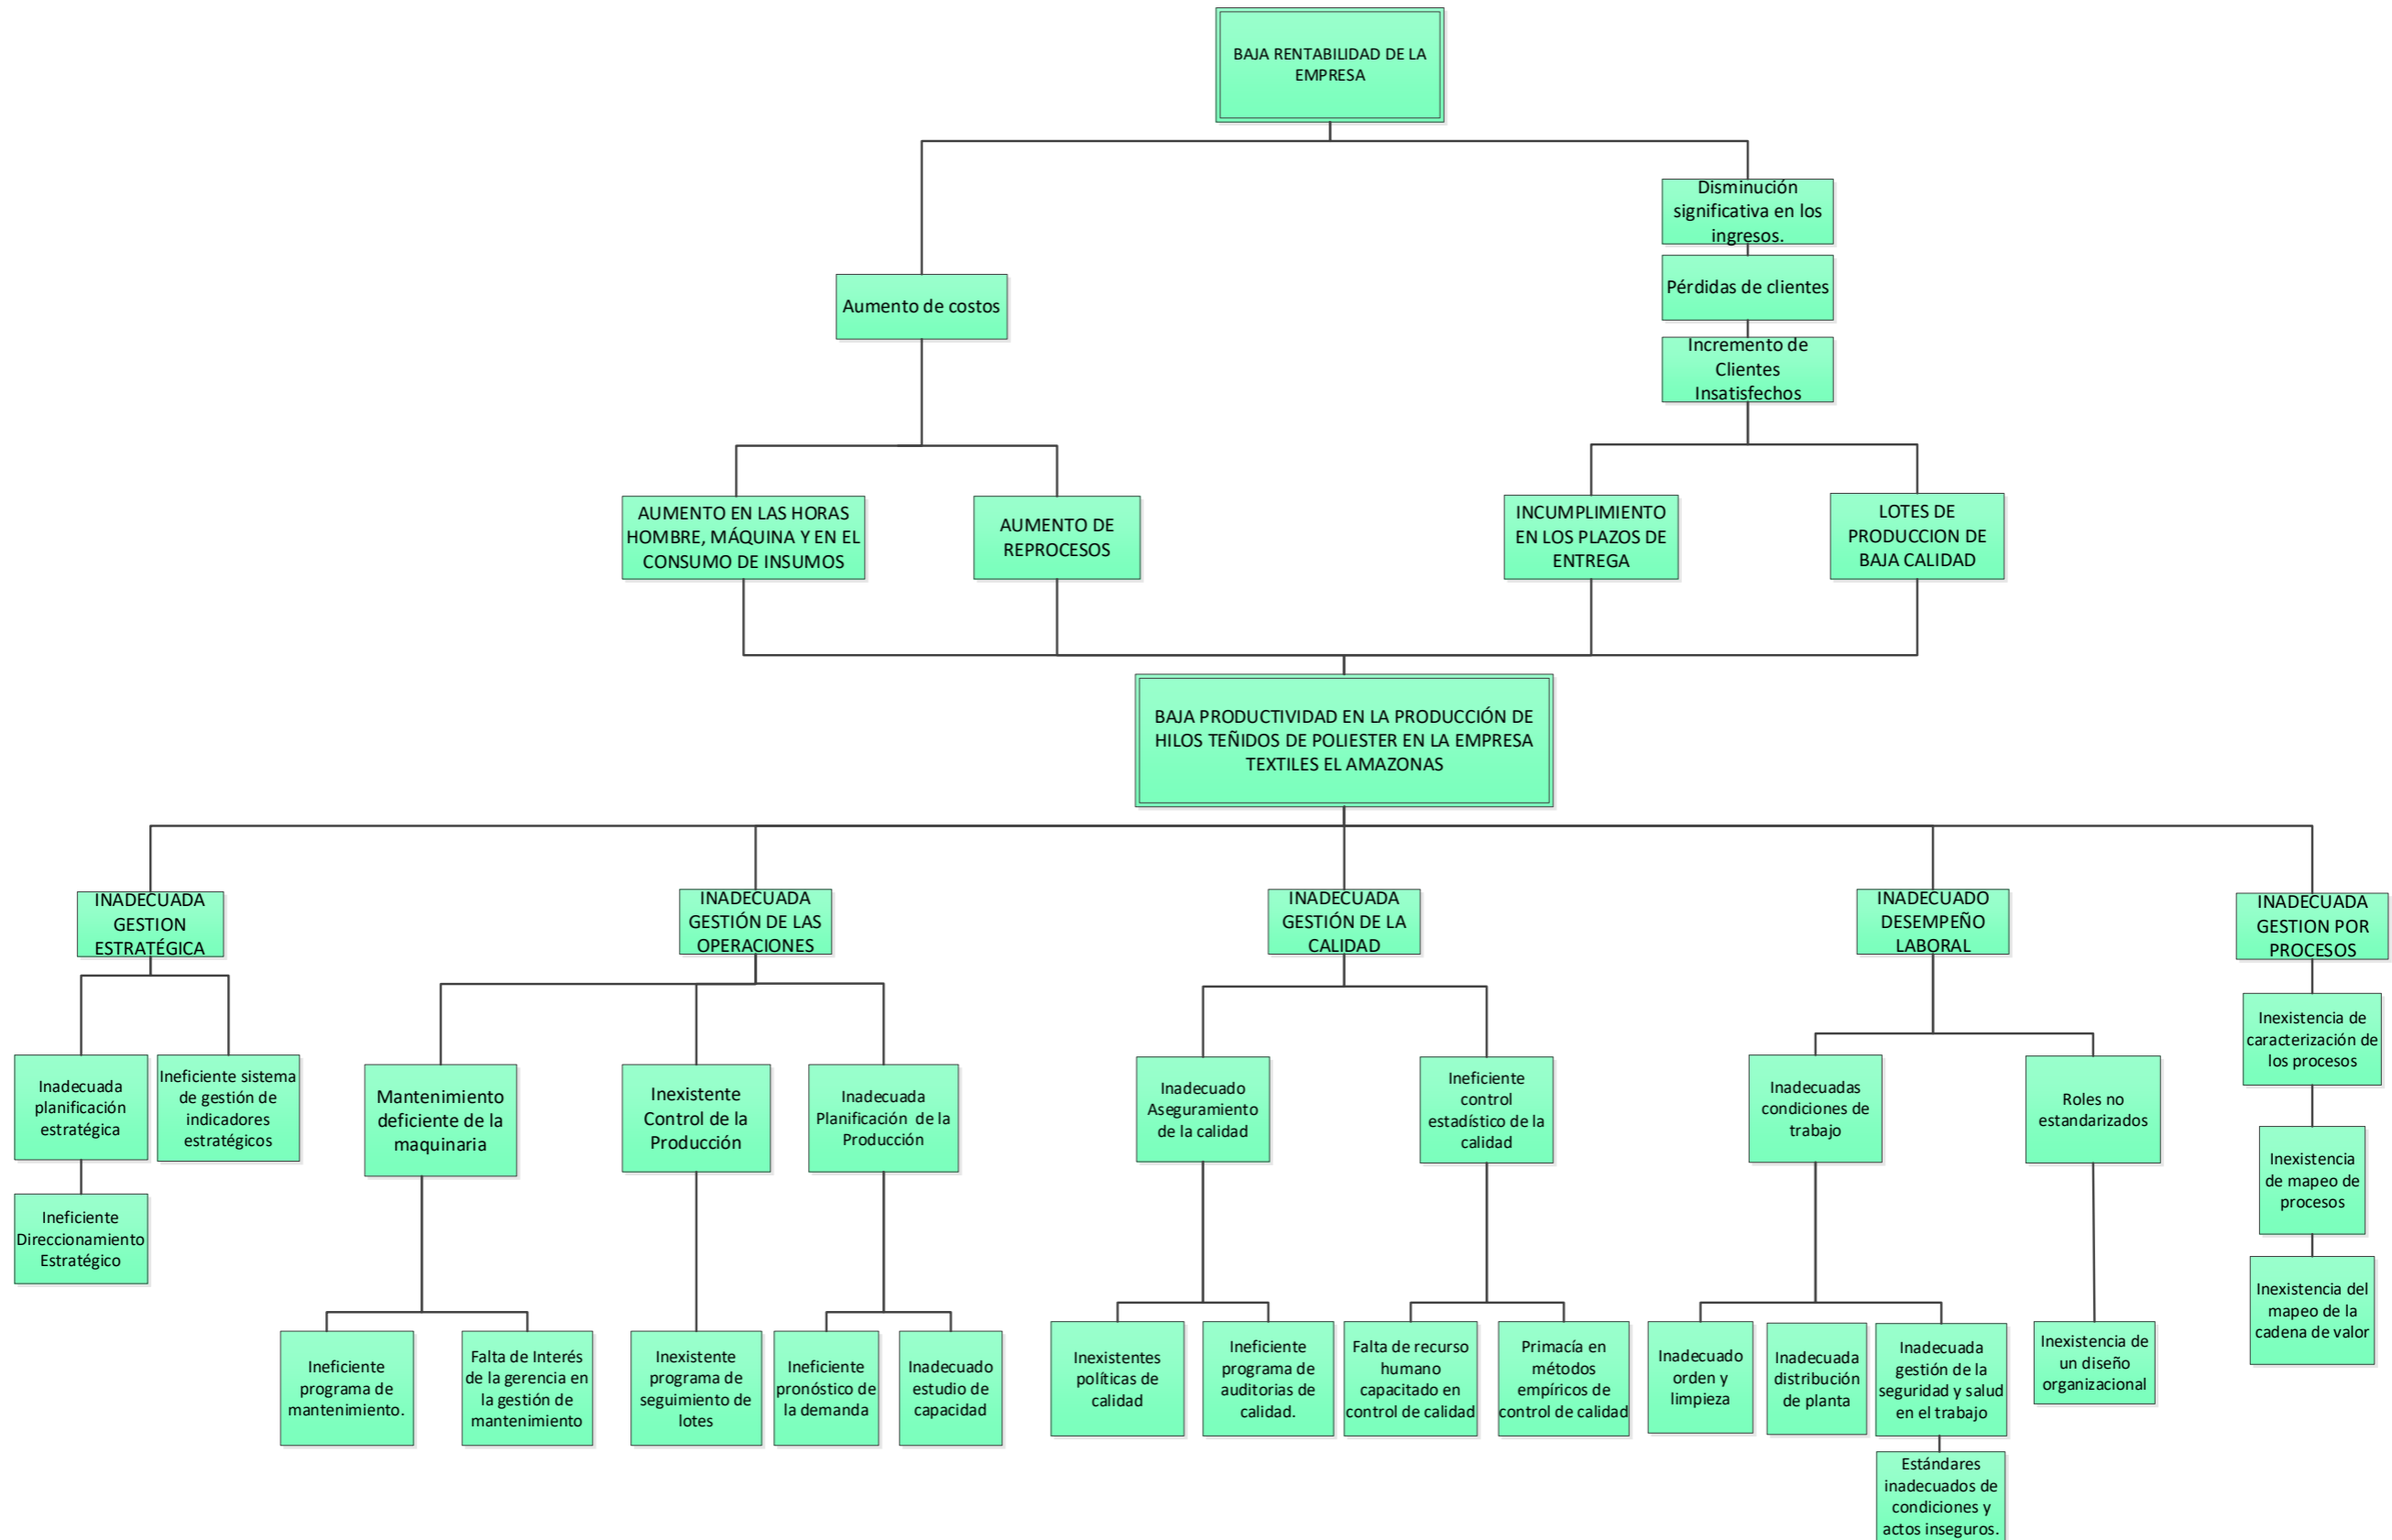 BAJA RENTABILIDAD DE LA
EMPRESA
Disminución
significativa en los
ingresos.
Aumento de costos
Pérdidas de clientes
Incremento de
Clientes
Insatisfechos
AUMENTO EN LAS HORAS
HOMBRE, MÁQUINA Y EN EL
CONSUMO DE INSUMOS
AUMENTO DE
REPROCESOS
INCUMPLIMIENTO
EN LOS PLAZOS DE
ENTREGA
LOTES DE
PRODUCCION DE
BAJA CALIDAD
BAJA PRODUCTIVIDAD EN LA PRODUCCIÓN DE
HILOS TEÑIDOS DE POLIESTER EN LA EMPRESA
TEXTILES EL AMAZONAS
INADECUADA
GESTION
ESTRATÉGICA
INADECUADA
GESTIÓN DE LAS
OPERACIONES
INADECUADA
GESTIÓN DE LA
CALIDAD
INADECUADO
DESEMPEÑO
LABORAL
INADECUADA
GESTION POR
PROCESOS
Inadecuada
planificación
estratégica
Ineficiente sistema
de gestión de
indicadores
estratégicos
Mantenimiento
deficiente de la
maquinaria
Inexistente
Control de la
Producción
Inadecuada
Planificación de la
Producción
Inadecuado
Aseguramiento
de la calidad
Ineficiente
control
estadístico de la
calidad
Inadecuadas
condiciones de
trabajo
Roles no
estandarizados
Inexistencia de
caracterización de
los procesos
Inexistencia
de mapeo de
procesos
Inexistencia del
mapeo de la
cadena de valor
Ineficiente
Direccionamiento
Estratégico
Ineficiente
programa de
mantenimiento.
Falta de Interés
de la gerencia en
la gestión de
mantenimiento
Inexistente
programa de
seguimiento de
lotes
Ineficiente
pronóstico de
la demanda
Inadecuado
estudio de
capacidad
Inexistentes
políticas de
calidad
Ineficiente
programa de
auditorias de
calidad.
Falta de recurso
humano
capacitado en
control de calidad
Primacía en
métodos
empíricos de
control de calidad
Inadecuado
orden y
limpieza
Inadecuada
distribución
de planta
Inadecuada
gestión de la
seguridad y salud
en el trabajo
Inexistencia de
un diseño
organizacional
Estándares
inadecuados de
condiciones y
actos inseguros.